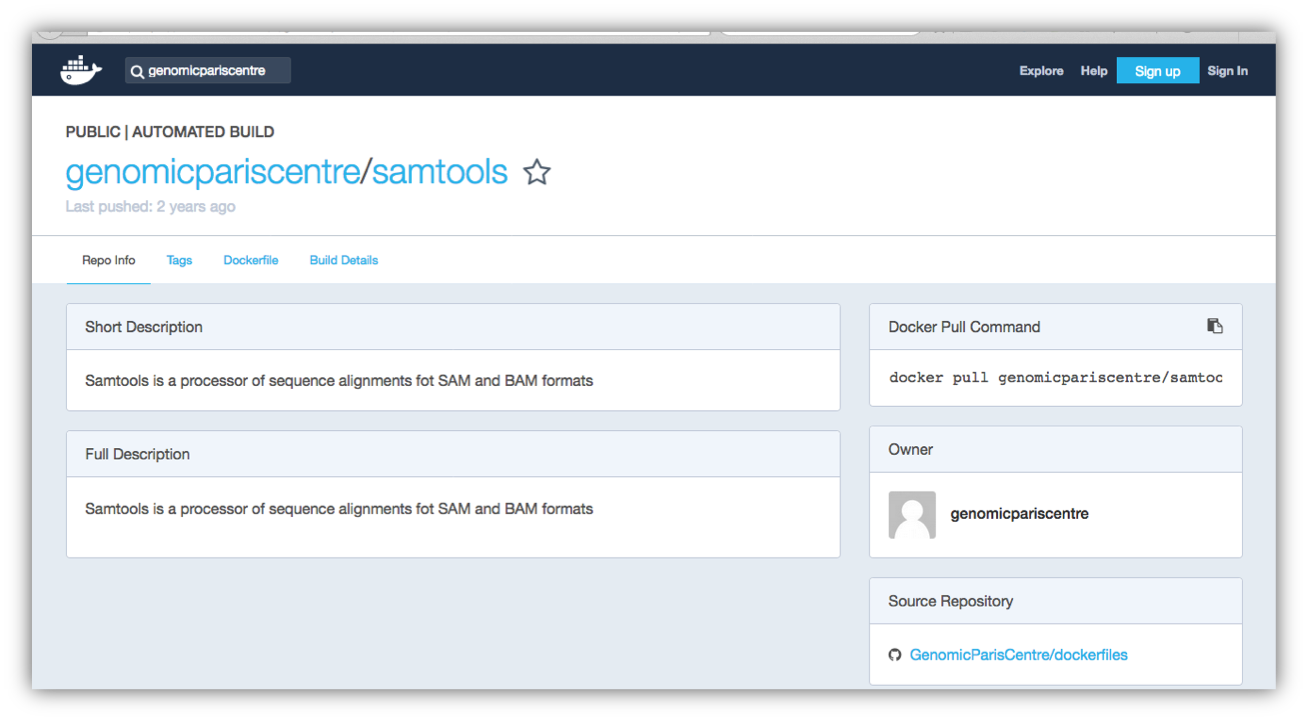 genomicpariscentre
Explore Help Sign up Sign In
PUBLIC | AUTOMATED BUILD
genomicpariscentre/samtools
Last pushed: 2 years ago
Repo Info Tags Dockerfile Build Details
Short Description
Samtools is a processor of sequence alignments fot SAM and BAM formats
Full Description
Samtools is a processor of sequence alignments fot SAM and BAM formats
Docker Pull Command
docker pull genomicpariscentre/samtoc
Owner
genomicpariscentre
Source Repository
GenomicParisCentre/dockerfiles